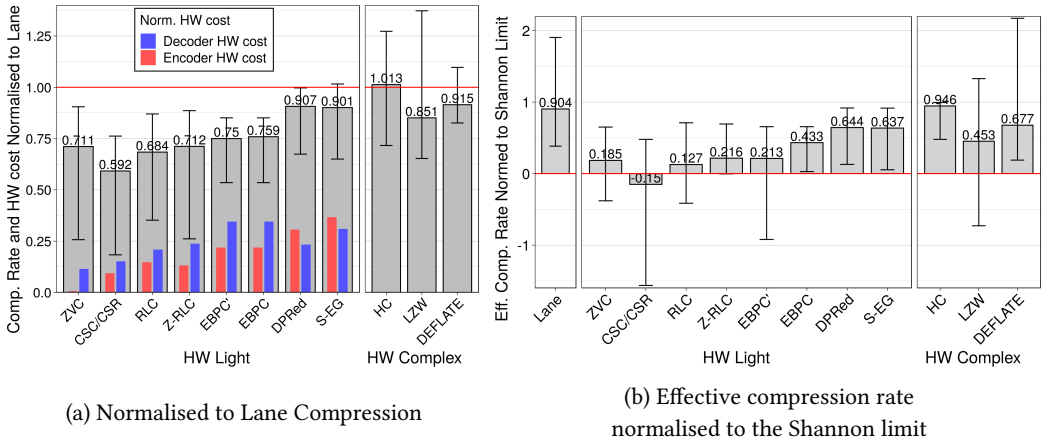 Comp. Rate and HW cost Normalised to Lane
1.25
1.00
0.75
0.50
0.25
0.0
Norm. HW cost
Decoder HW cost
Encoder HW cost
0.711
0.592
0.684
0.712
0.75
0.759
0.907
0.901
1.013
0.851
0.915
ZVC
CSC/CSR
RLC
Z-RLC
EBPC'
EBPC
DPRed
S-EG
HC
LZW
DEFLATE
HW Light
HW Complex
(a) Normalised to Lane Compression
Eff. Comp. Rate Normed to Shannon Limit
2
1
0
-1
0.904
0.185
-0.15
0.127
0.216
0.213
0.433
0.644
0.637
0.946
0.453
0.677
Lane
ZVC
CSC/CSR
RLC
Z-RLC
EBPC'
EBPC
DPRed
S-EG
HC
LZW
DEFLATE
HW Light
HW Complex
(b) Effective compression rate
normalised to the Shannon limit